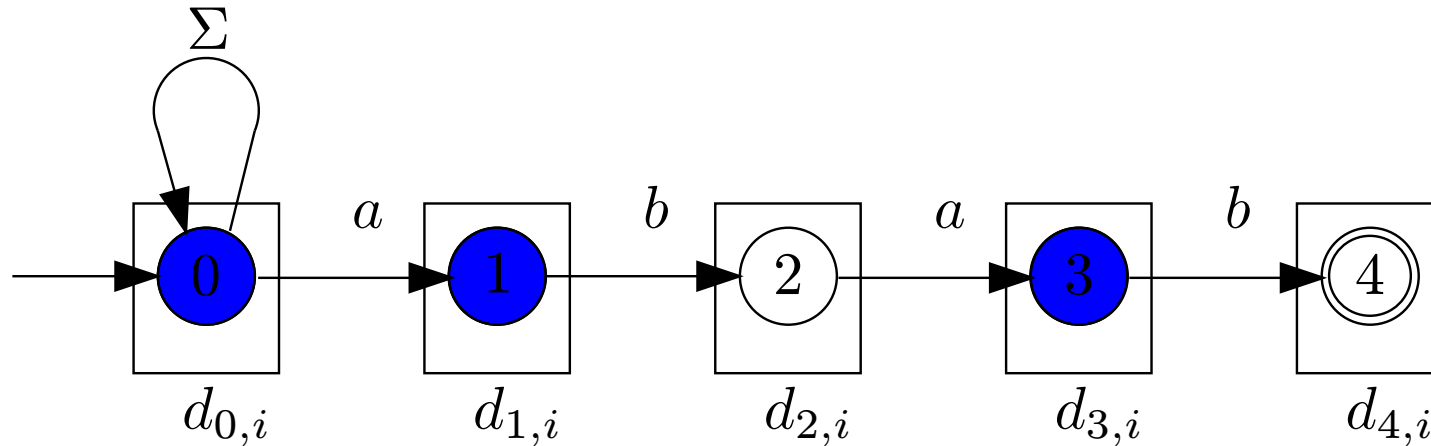 Σ
a b a b
0 1 2 3 4
d₀,ᵢ d₁,ᵢ d₂,ᵢ d₃,ᵢ d₄,ᵢ